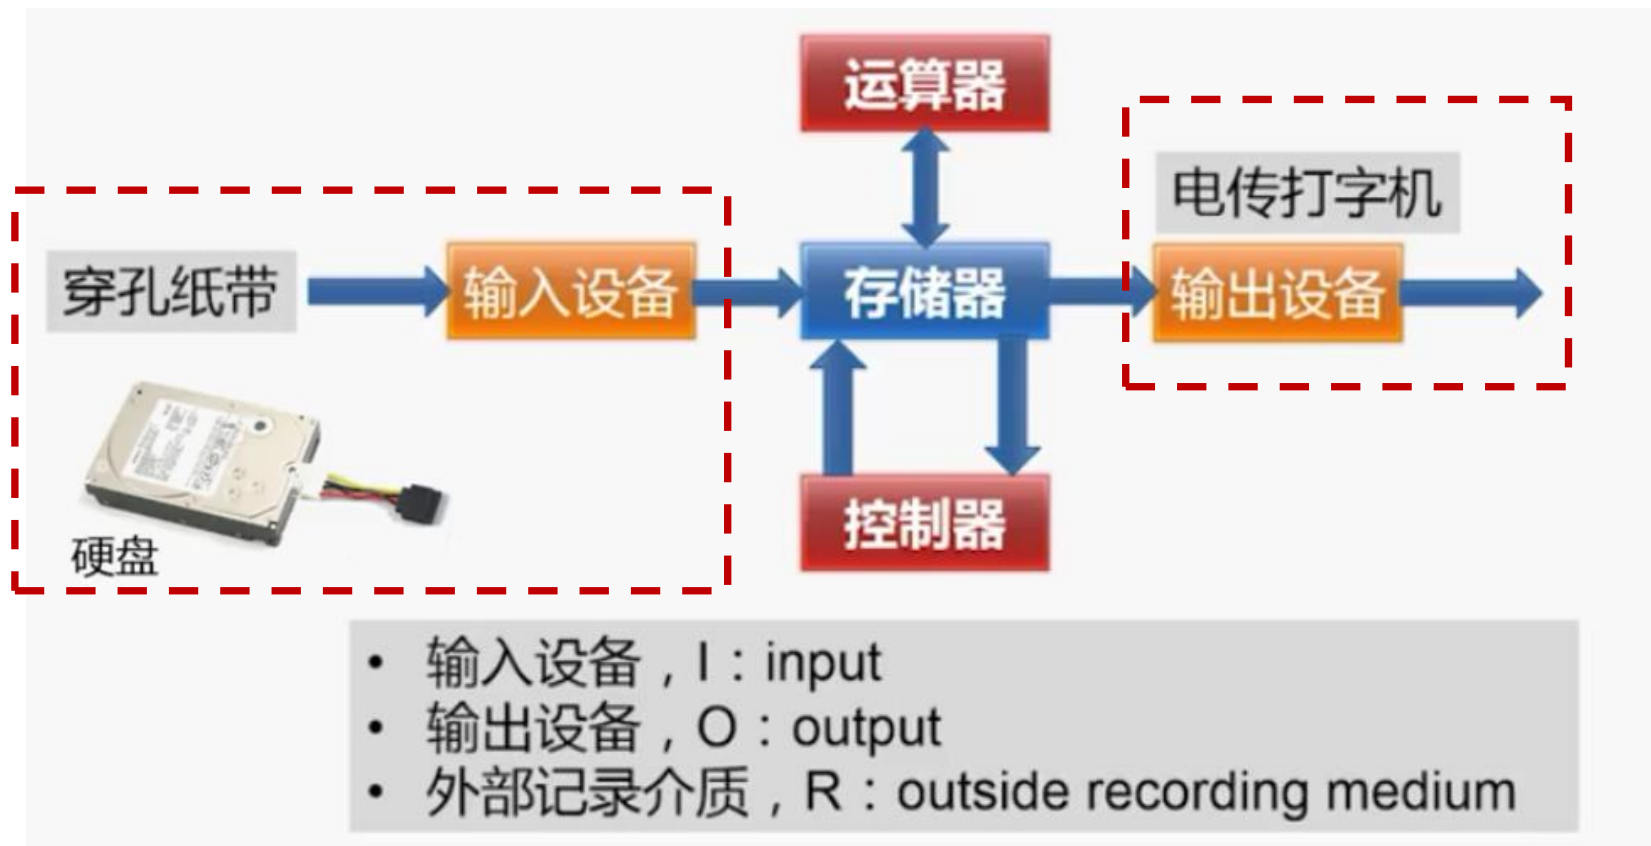 运算器
电传打字机
穿孔纸带
输入设备
存储器
输出设备
硬盘
控制器
• 输入设备，I：input
• 输出设备，O：output
• 外部记录介质，R：outside recording medium